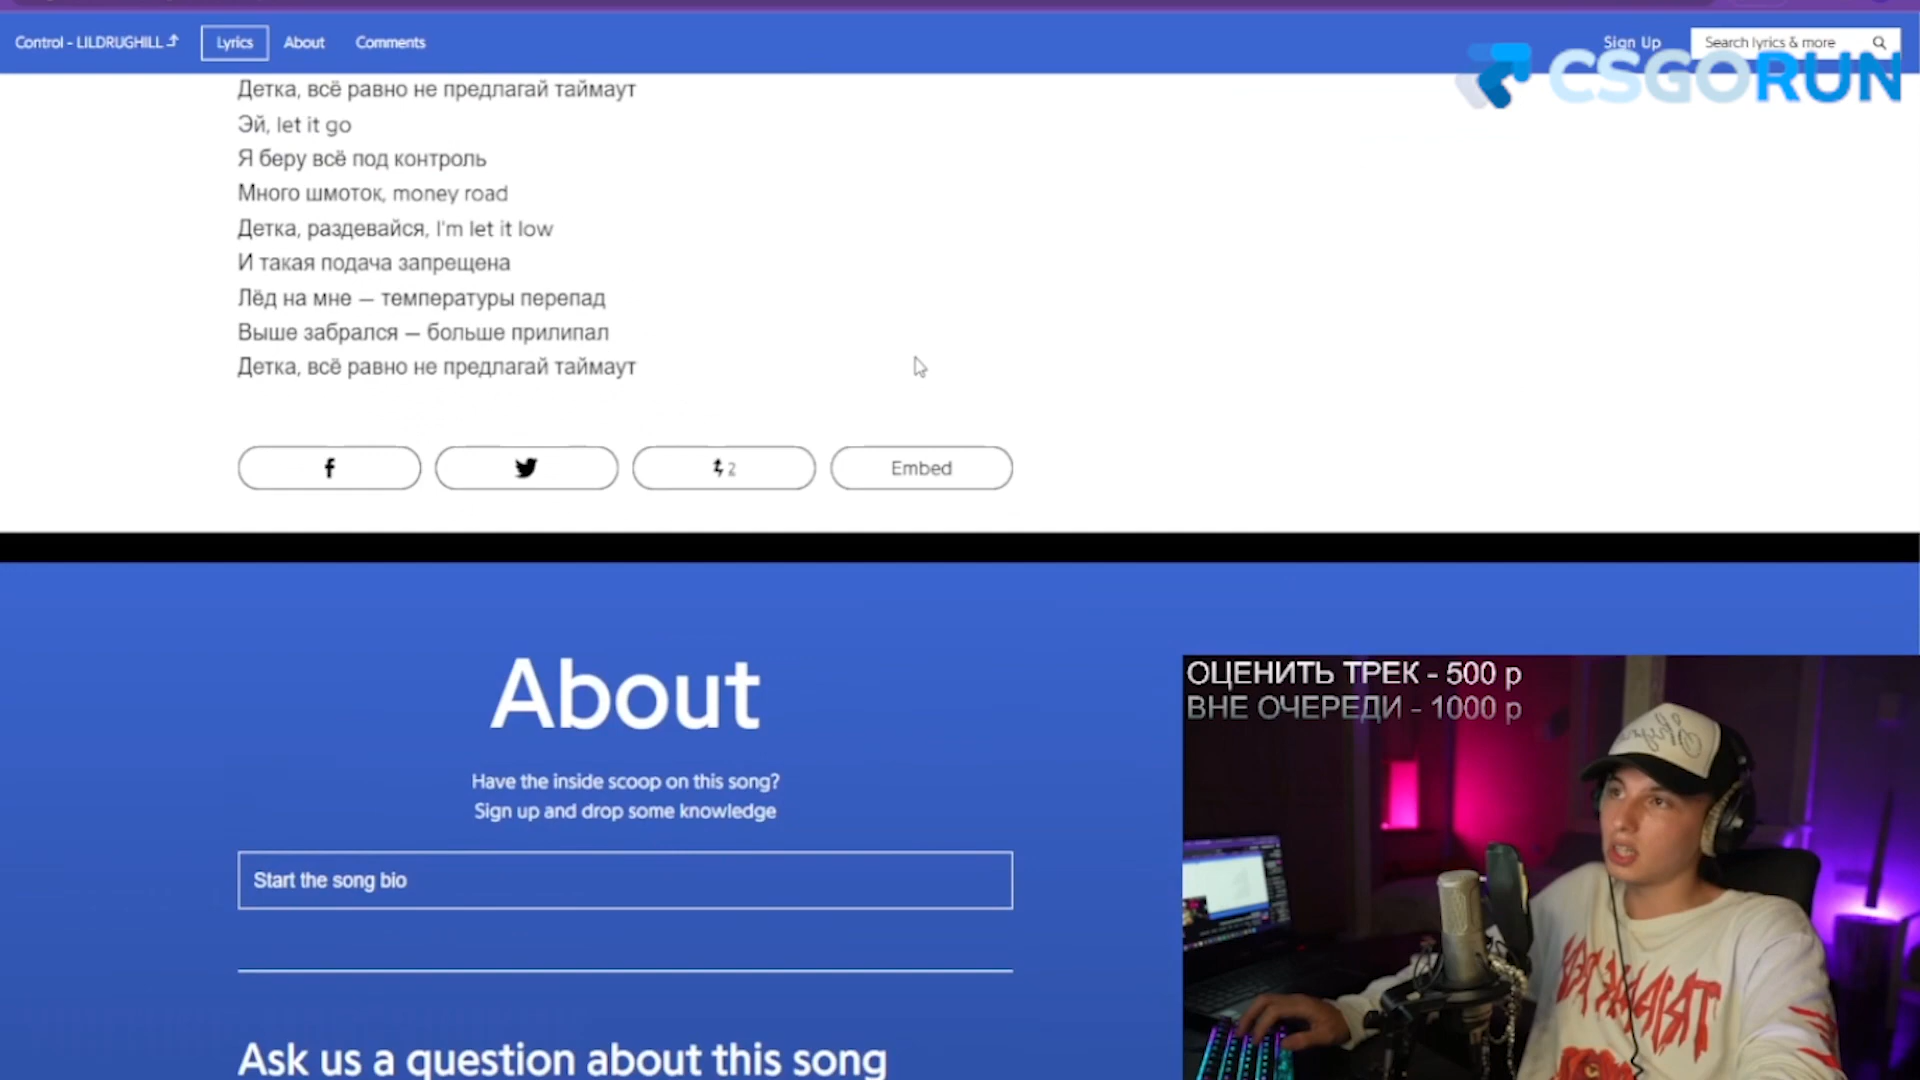 Control - LILDRUGHILL
Lyrics
About
Comments
Sign Up
Search lyrics & more
CSGORUN
Детка, всё равно не предлагай таймаут
Эй, let it go
Я беру всё под контроль
Много шмоток, money road
Детка, раздевайся, I'm let it low
И такая подача запрещена
Лёд на мне — температуры перепад
Выше забрался — больше прилипал
Детка, всё равно не предлагай таймаут
2
Embed
About
Have the inside scoop on this song?
Sign up and drop some knowledge
Start the song bio
Ask us a question about this song
ОЦЕНИТЬ ТРЕК - 500 р
ВНЕ ОЧЕРЕДИ - 1000 р